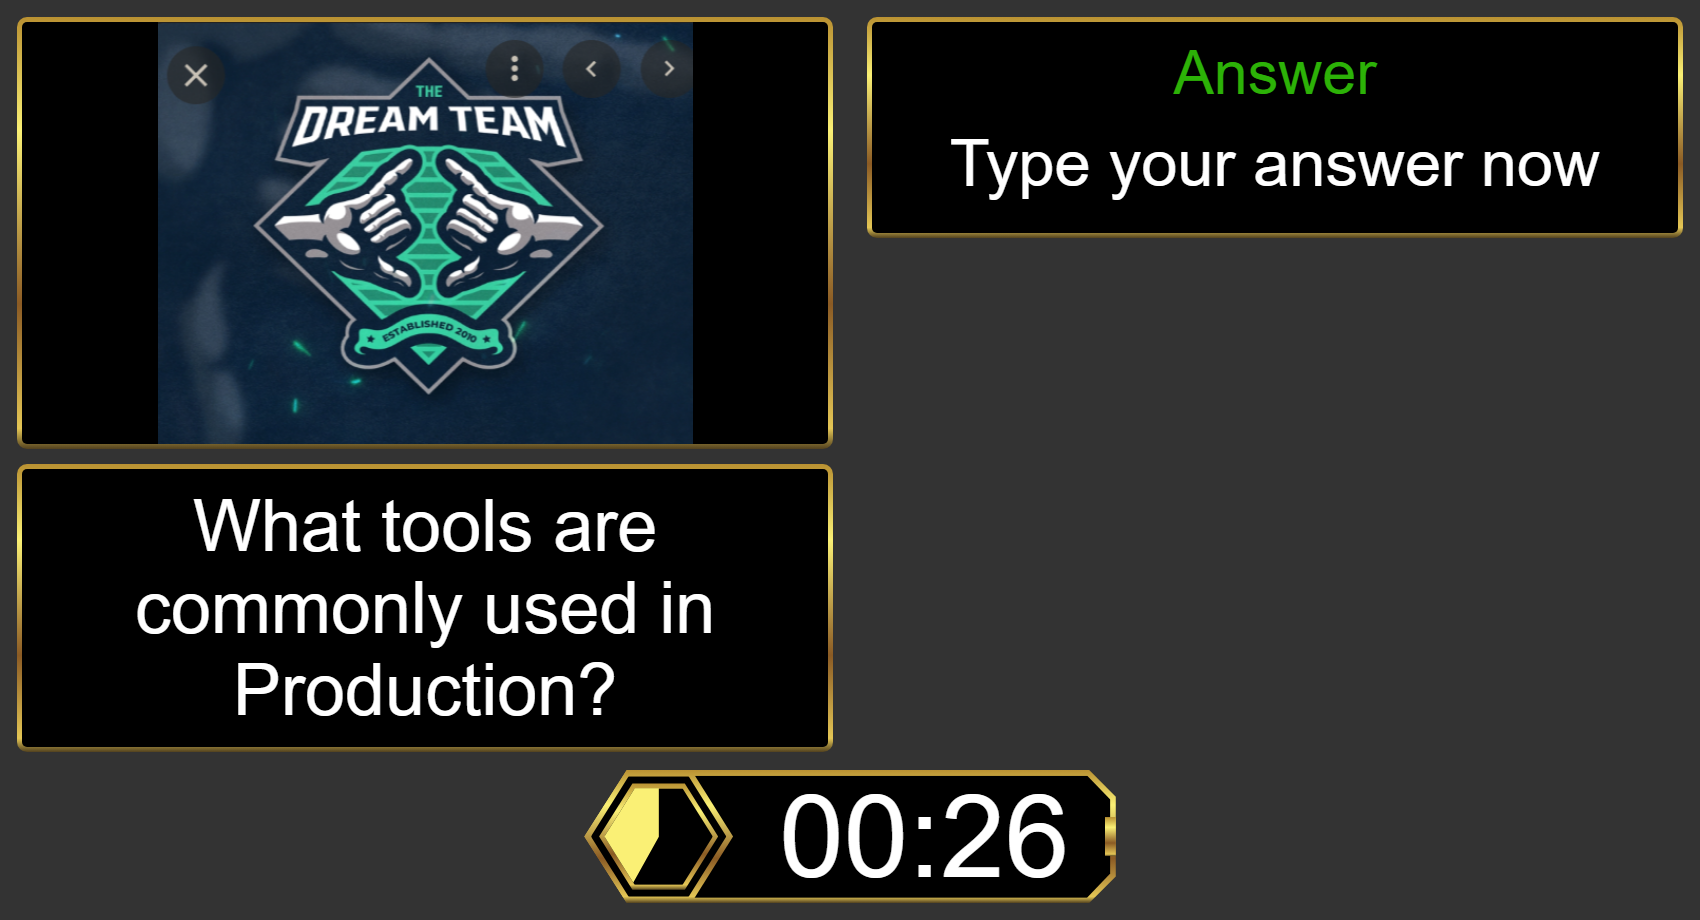 THE
DREAM TEAM
ESTABLISHED 2010
What tools are
commonly used in
Production?
Answer
Type your answer now
00:26